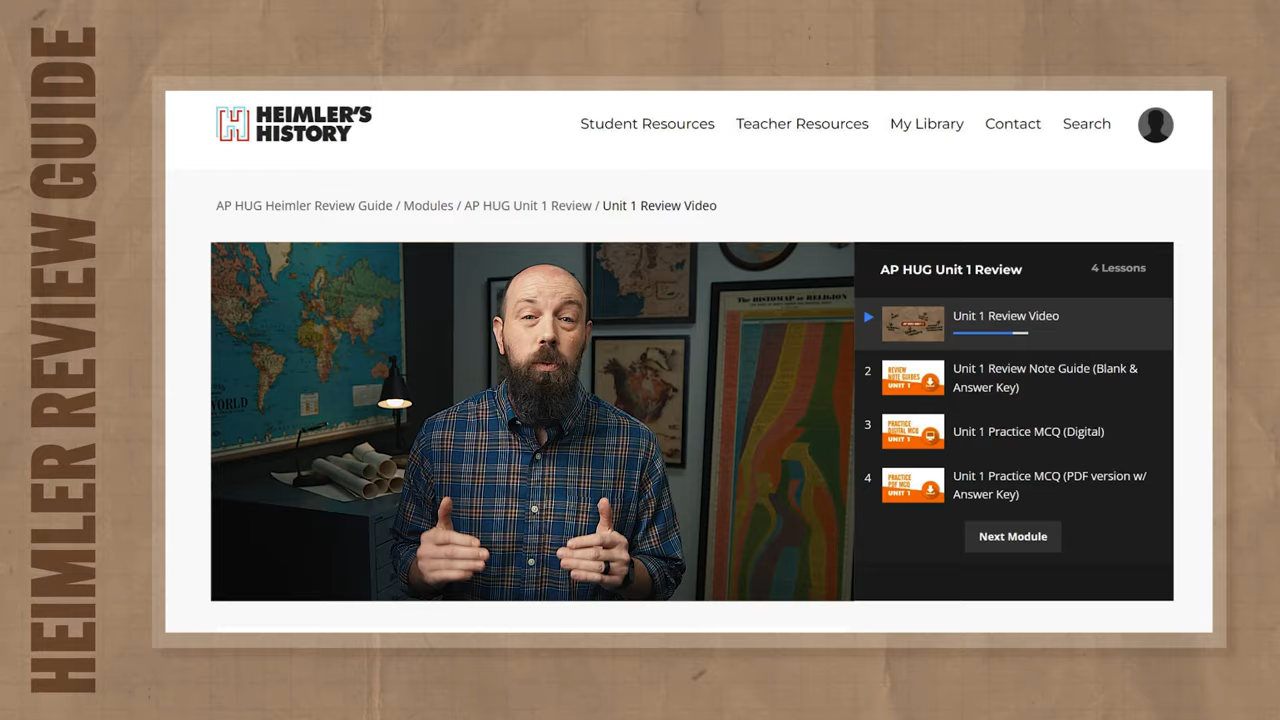 HEIMLER REVIEW GUIDE
HEIMLER'S
HISTORY
Student Resources
Teacher Resources
My Library
Contact
Search
AP HUG Heimler Review Guide / Modules / AP HUG Unit 1 Review / Unit 1 Review Video
The HISTOMAP of RELIGION
WORLD
AP HUG Unit 1 Review
4 Lessons
Unit 1 Review Video
2
REVIEW
NOTE GUIDES
UNIT 1
Unit 1 Review Note Guide (Blank &
Answer Key)
3
PRACTICE
DIGITAL MCQ
UNIT 1
Unit 1 Practice MCQ (Digital)
4
PRACTICE
PDF MCQ
UNIT 1
Unit 1 Practice MCQ (PDF version w/
Answer Key)
Next Module